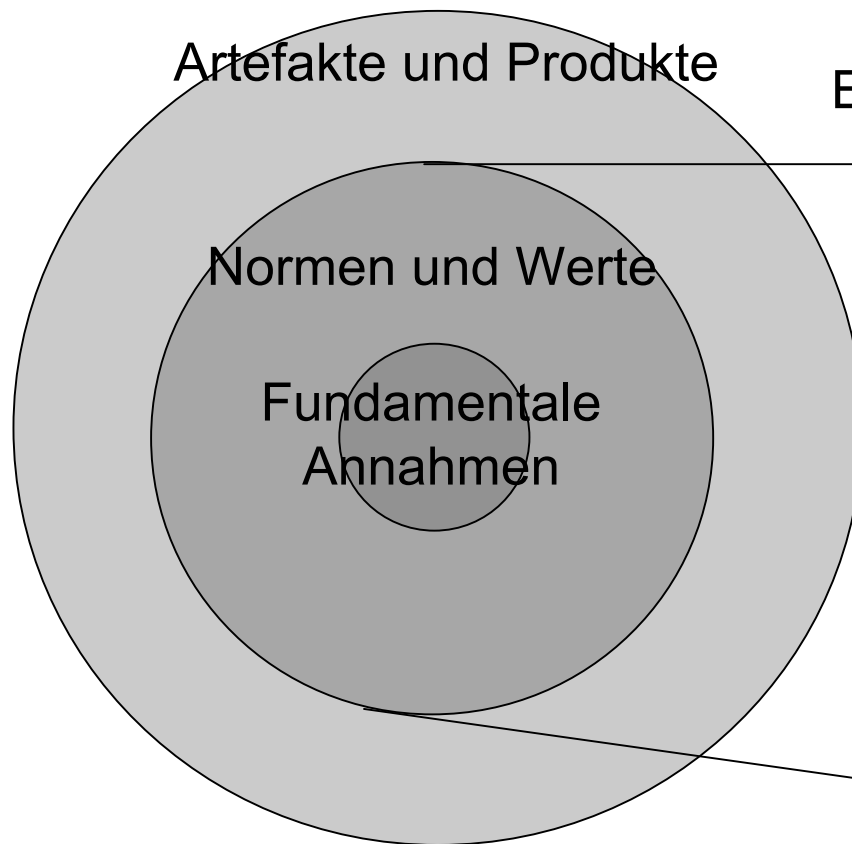 Artefakte und Produkte
E
Normen und Werte
Fundamentale
Annahmen